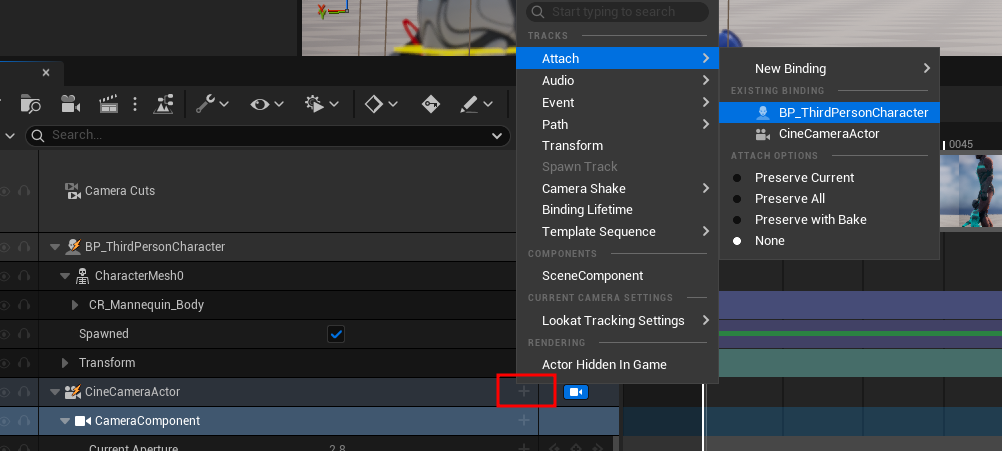 Start typing to search
TRACKS
Attach
Audio
Event
Path
Transform
Spawn Track
Camera Shake
Binding Lifetime
Template Sequence
COMPONENTS
SceneComponent
CURRENT CAMERA SETTINGS
Lookat Tracking Settings
RENDERING
Actor Hidden In Game
New Binding
EXISTING BINDING
BP_ThirdPersonCharacter
CineCameraActor
ATTACH OPTIONS
Preserve Current
Preserve All
Preserve with Bake
None
Search...
0045
Camera Cuts
BP_ThirdPersonCharacter
CharacterMesh0
CR_Mannequin_Body
Spawned
Transform
CineCameraActor
CameraComponent
Current Aperture 2.8